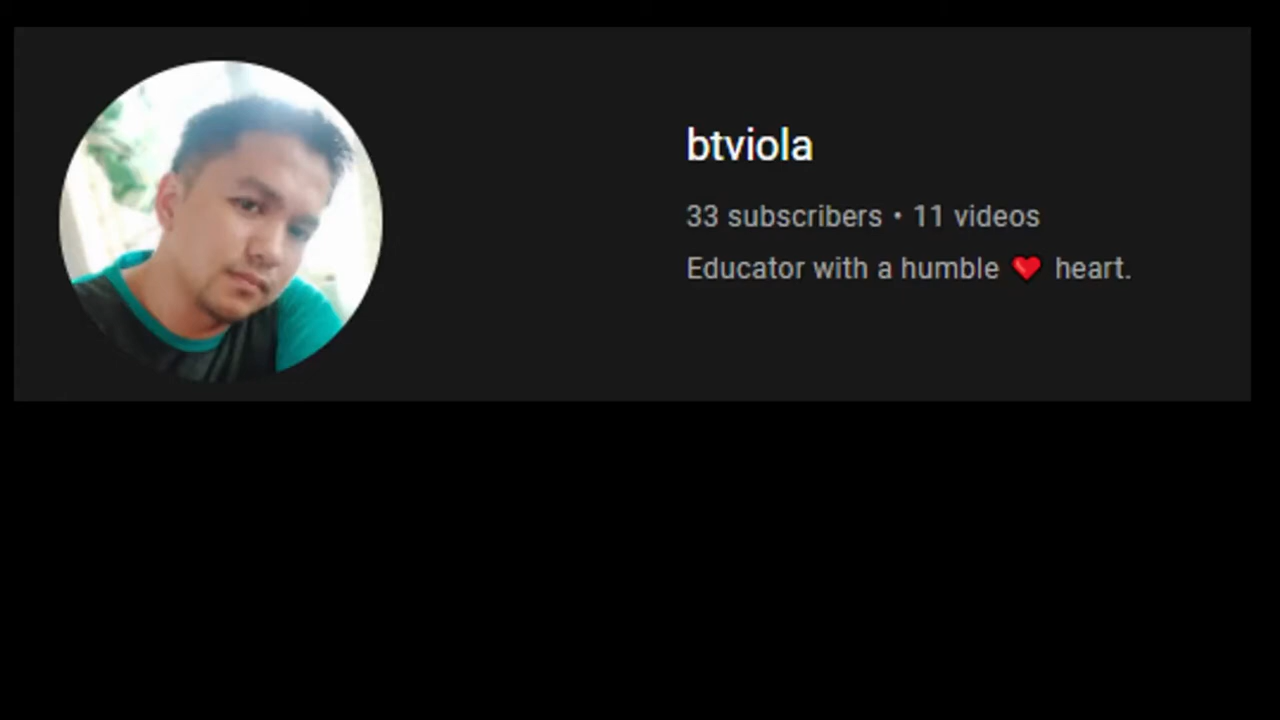 btviola
33 subscribers • 11 videos
Educator with a humble ❤️ heart.